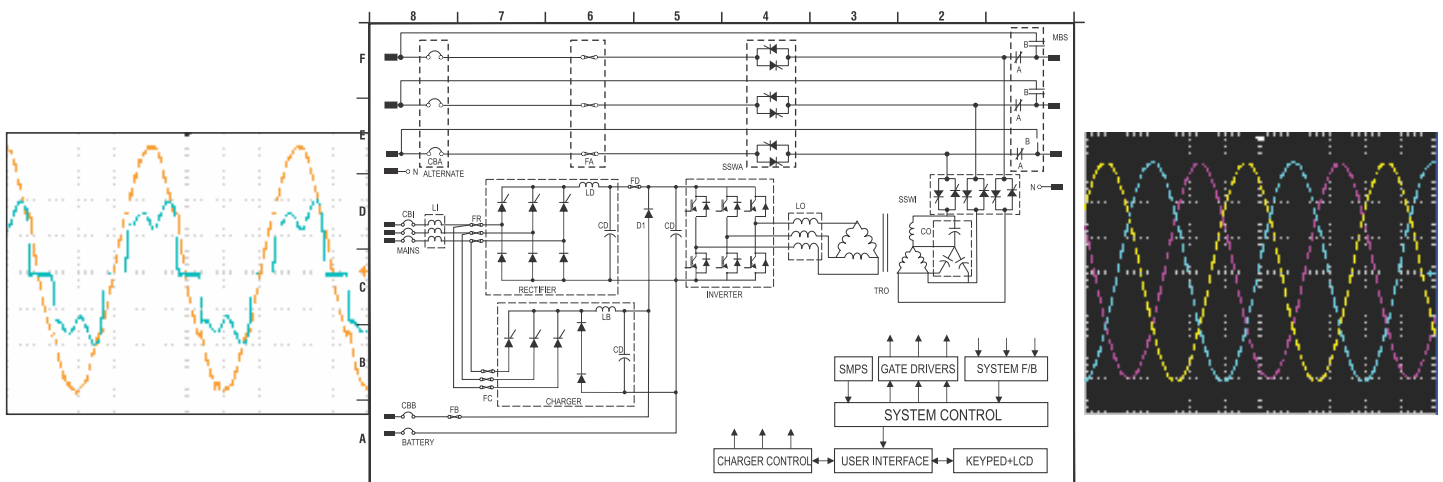 8 7 6 5 4 3 2
F
E
D
C
B
A
MBS
B
A
B
A
B
A
CBA
FA
SSWA
N ALTERNATE
N
SSWI
CBI
LI
FR
MAINS
LD
FD
CD
D1
CD
RECTIFIER
INVERTER
LO
TRO
CO
LB
CD
FC
CHARGER
CBB
FB
BATTERY
SMPS
GATE DRIVERS
SYSTEM F/B
SYSTEM CONTROL
CHARGER CONTROL
USER INTERFACE
KEYPED+LCD